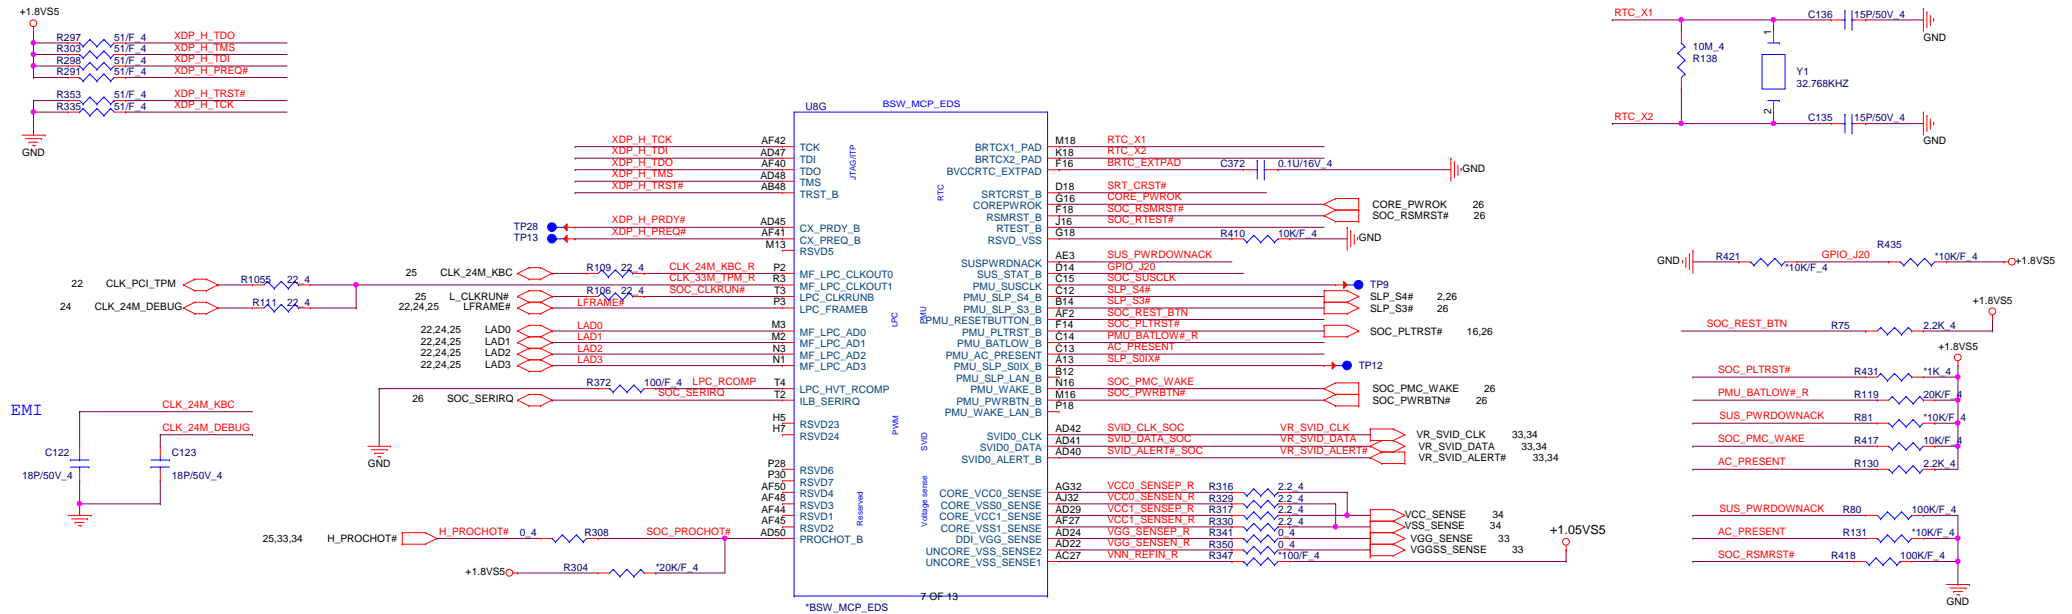 +1.8VS5
R297 51/F_4 XDP_H_TDO
R303 51/F_4 XDP_H_TMS
R298 51/F_4 XDP_H_TDI
R291 51/F_4 XDP_H_PREQ#
R353 51/F_4 XDP_H_TRST#
R335 51/F_4 XDP_H_TCK
GND
RTC_X1
C136 15P/50V_4
GND
10M_4
R138
1
Y1
32.768KHZ
2
RTC_X2
C135 15P/50V_4
GND
U8G
BSW_MCP_EDS
XDP_H_TCK AF42 TCK
XDP_H_TDI AD47 TDI
XDP_H_TDO AF40 TDO
XDP_H_TMS AD48 TMS
XDP_H_TRST# AB48 TRST_B
JTAG/ITP
TP28 XDP_H_PRDY# AD45 CX_PRDY_B
TP13 XDP_H_PREQ# AF41 CX_PREQ_B
M13 RSVD5
25 CLK_24M_KBC R109 22_4 CLK_24M_KBC_R P2 MF_LPC_CLKOUT0
22 CLK_PCI_TPM R1055 22_4
CLK_33M_TPM_R R3 MF_LPC_CLKOUT1
24 CLK_24M_DEBUG R111 22_4
25 L_CLKRUN# R106 22_4 SOC_CLKRUN# T3 LPC_CLKRUNB
22,24,25 LFRAME# LFRAME# P3 LPC_FRAMEB
LPC
22,24,25 LAD0 LAD0 M3 MF_LPC_AD0
22,24,25 LAD1 LAD1 M2 MF_LPC_AD1
22,24,25 LAD2 LAD2 N3 MF_LPC_AD2
22,24,25 LAD3 LAD3 N1 MF_LPC_AD3
R372 100/F_4 LPC_RCOMP T4 LPC_HVT_RCOMP
26 SOC_SERIRQ SOC_SERIRQ T2 ILB_SERIRQ
GND
H5 RSVD23
H7 RSVD24
PWM
P28 RSVD6
P30 RSVD7
AF50 RSVD4
AF48 RSVD3
AF44 RSVD1
AF45 RSVD2
Reserved
25,33,34 H_PROCHOT# H_PROCHOT# 0_4 R308 SOC_PROCHOT# AD50 PROCHOT_B
+1.8VS5 R304 *20K/F_4
EMI
CLK_24M_KBC
CLK_24M_DEBUG
C122
18P/50V_4
C123
18P/50V_4
BRTCX1_PAD M18 RTC_X1
BRTCX2_PAD K18 RTC_X2
BVCCRTC_EXTPAD F16 BRTC_EXTPAD C372 0.1U/16V_4 GND
RTC
SRTCRST_B D18 SRT_CRST#
COREPWROK G16 CORE_PWROK CORE_PWROK 26
RSMRST_B F18 SOC_RSMRST# SOC_RSMRST# 26
RTEST_B J16 SOC_RTEST#
RSVD_VSS G18 R410 10K/F_4 GND
SUSPWRDNACK AE3 SUS_PWRDOWNACK
SUS_STAT_B D14 GPIO_J20
PMU_SUSCLK C15 SOC_SUSCLK TP9
PMU_SLP_S4_B C12 SLP_S4# SLP_S4# 2,26
PMU_SLP_S3_B B14 SLP_S3# SLP_S3# 26
PMU
PMU_RESETBUTTON_B AF2 SOC_REST_BTN
PMU_PLTRST_B F14 SOC_PLTRST# SOC_PLTRST# 16,26
PMU_BATLOW_B C14 PMU_BATLOW#_R
PMU_AC_PRESENT C13 AC_PRESENT
PMU_SLP_S0IX_B A13 SLP_S0IX# TP12
PMU_SLP_LAN_B B12
PMU_WAKE_B N16 SOC_PMC_WAKE SOC_PMC_WAKE 26
PMU_PWRBTN_B M16 SOC_PWRBTN# SOC_PWRBTN# 26
PMU_WAKE_LAN_B P18
SVID
SVID0_CLK AD42 SVID_CLK_SOC VR_SVID_CLK VR_SVID_CLK 33,34
SVID0_DATA AD41 SVID_DATA_SOC VR_SVID_DATA VR_SVID_DATA 33,34
SVID0_ALERT_B AD40 SVID_ALERT#_SOC VR_SVID_ALERT# VR_SVID_ALERT# 33,34
Voltage sense
CORE_VCC0_SENSE AG32 VCC0_SENSEP_R R316 2.2_4
CORE_VSS0_SENSE AJ32 VCC0_SENSEN_R R329 2.2_4
CORE_VCC1_SENSE AD29 VCC1_SENSEP_R R317 2.2_4 VCC_SENSE 34
CORE_VSS1_SENSE AF27 VCC1_SENSEN_R R330 2.2_4 VSS_SENSE 34
DDI_VGG_SENSE AD24 VGG_SENSEP_R R341 0_4 VGG_SENSE 33
UNCORE_VSS_SENSE2 AD22 VGG_SENSEN_R R350 0_4 VGGSS_SENSE 33
UNCORE_VSS_SENSE1 AC27 VNN_REFIN_R R347 *100/F_4
+1.05VS5
7 OF 13
*BSW_MCP_EDS
GND R421 *10K/F_4 GPIO_J20 R435 *10K/F_4 +1.8VS5
+1.8VS5
SOC_REST_BTN R75 2.2K_4
+1.8VS5
SOC_PLTRST# R431 *1K_4
PMU_BATLOW#_R R119 20K/F_4
SUS_PWRDOWNACK R81 *10K/F_4
SOC_PMC_WAKE R417 10K/F_4
AC_PRESENT R130 2.2K_4
SUS_PWRDOWNACK R80 100K/F_4
AC_PRESENT R131 *10K/F_4
SOC_RSMRST# R418 100K/F_4
GND